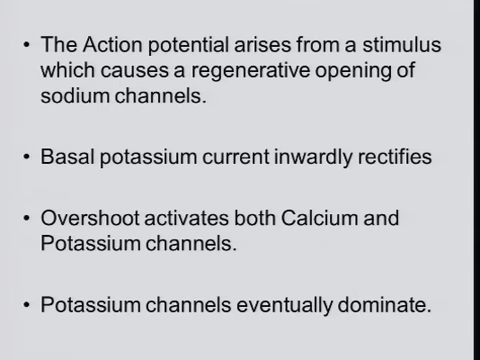 • The Action potential arises from a stimulus
which causes a regenerative opening of
sodium channels.
• Basal potassium current inwardly rectifies
• Overshoot activates both Calcium and
Potassium channels.
• Potassium channels eventually dominate.